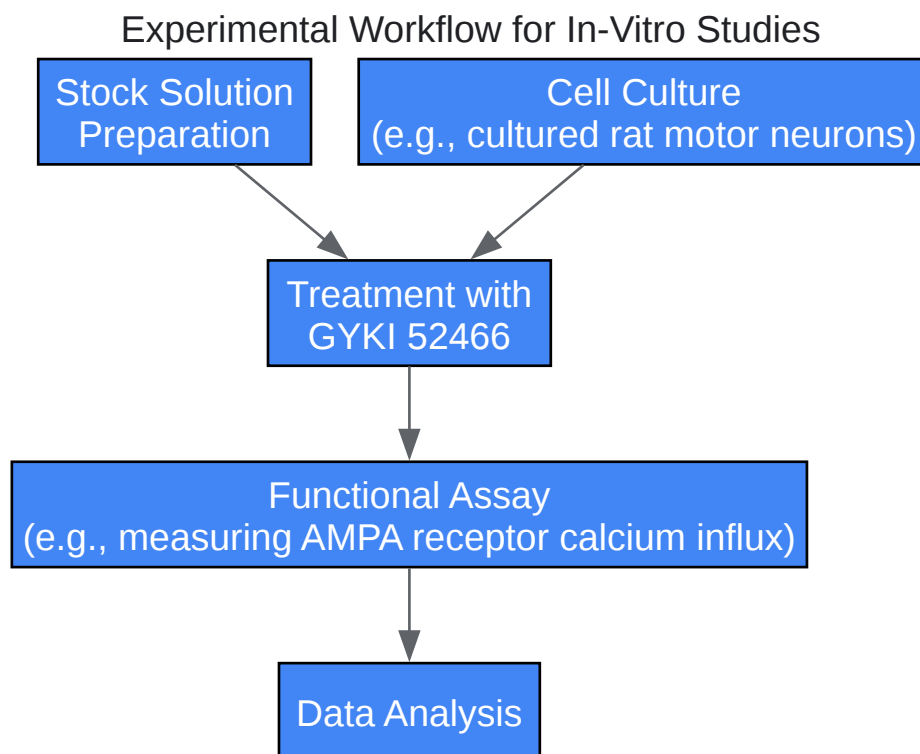 Experimental Workflow for In-Vitro Studies
Stock Solution
Preparation
Cell Culture
(e.g., cultured rat motor neurons)
Treatment with
GYKI 52466
Functional Assay
(e.g., measuring AMPA receptor calcium influx)
Data Analysis